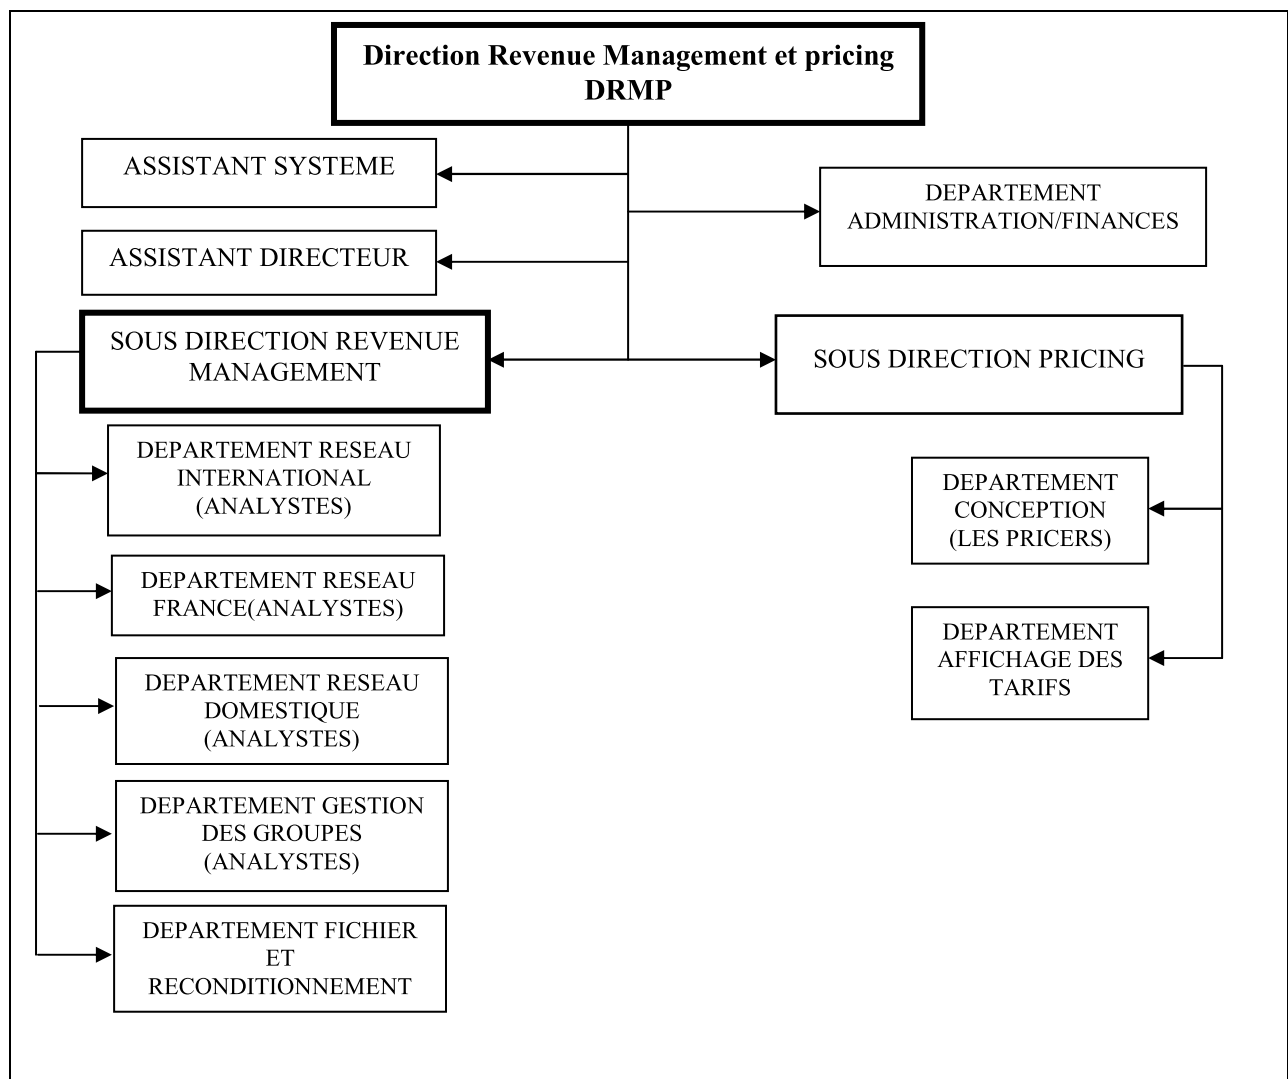 Direction Revenue Management et pricing
DRMP
ASSISTANT SYSTEME
DEPARTEMENT
ADMINISTRATION/FINANCES
ASSISTANT DIRECTEUR
SOUS DIRECTION REVENUE
MANAGEMENT
SOUS DIRECTION PRICING
DEPARTEMENT RESEAU
INTERNATIONAL
(ANALYSTES)
DEPARTEMENT RESEAU
FRANCE(ANALYSTES)
DEPARTEMENT RESEAU
DOMESTIQUE
(ANALYSTES)
DEPARTEMENT GESTION
DES GROUPES
(ANALYSTES)
DEPARTEMENT FICHIER
ET
RECONDITIONNEMENT
DEPARTEMENT
CONCEPTION
(LES PRICERS)
DEPARTEMENT
AFFICHAGE DES
TARIFS